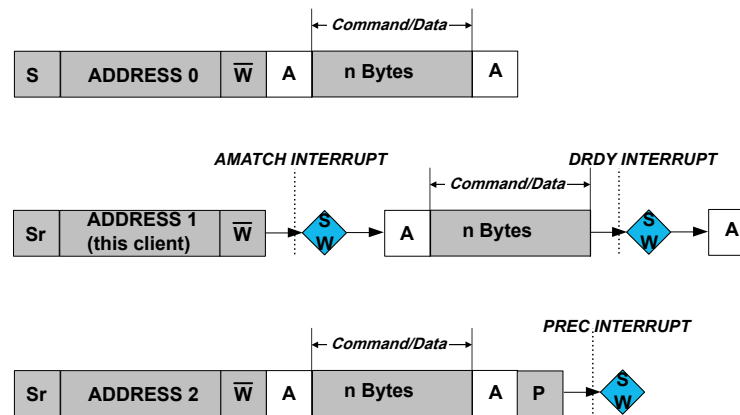 Command/Data
S ADDRESS 0 W̅ A n Bytes A
AMATCH INTERRUPT DRDY INTERRUPT
Command/Data
Sr ADDRESS 1 (this client) W̅ S W A n Bytes S W A
PREC INTERRUPT
Command/Data
Sr ADDRESS 2 W̅ A n Bytes A P S W